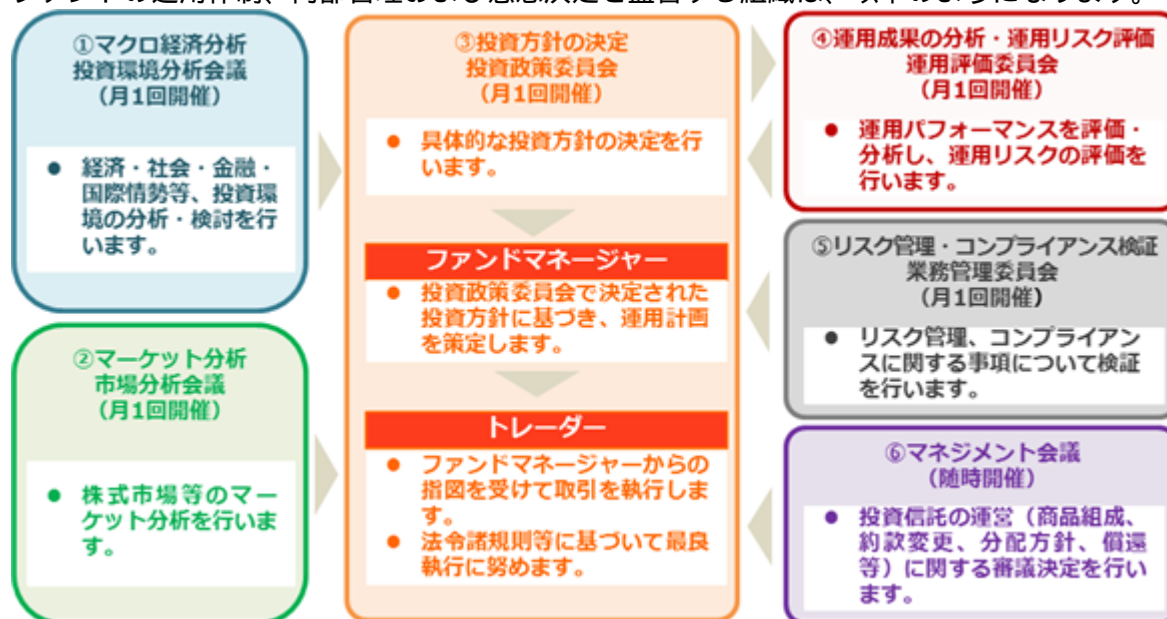 ①マクロ経済分析
投資環境分析会議
(月1回開催)
● 経済・社会・金融・
国際情勢等、投資環
境の分析・検討を行
います。
②マーケット分析
市場分析会議
(月1回開催)
● 株式市場等のマー
ケット分析を行いま
す。
③投資方針の決定
投資政策委員会
(月1回開催)
● 具体的な投資方針の決定を行
います。
ファンドマネージャー
● 投資政策委員会で決定された
投資方針に基づき、運用計画
を策定します。
トレーダー
● ファンドマネージャーからの
指図を受けて取引を執行しま
す。
● 法令諸規則等に基づいて最良
執行に努めます。
④運用成果の分析・運用リスク評価
運用評価委員会
(月1回開催)
● 運用パフォーマンスを評価・
分析し、運用リスクの評価を
行います。
⑤リスク管理・コンプライアンス検証
業務管理委員会
(月1回開催)
● リスク管理、コンプライアン
スに関する事項について検証
を行います。
⑥マネジメント会議
(随時開催)
● 投資信託の運営(商品組成、
約款変更、分配方針、償還
等)に関する審議決定を行い
ます。